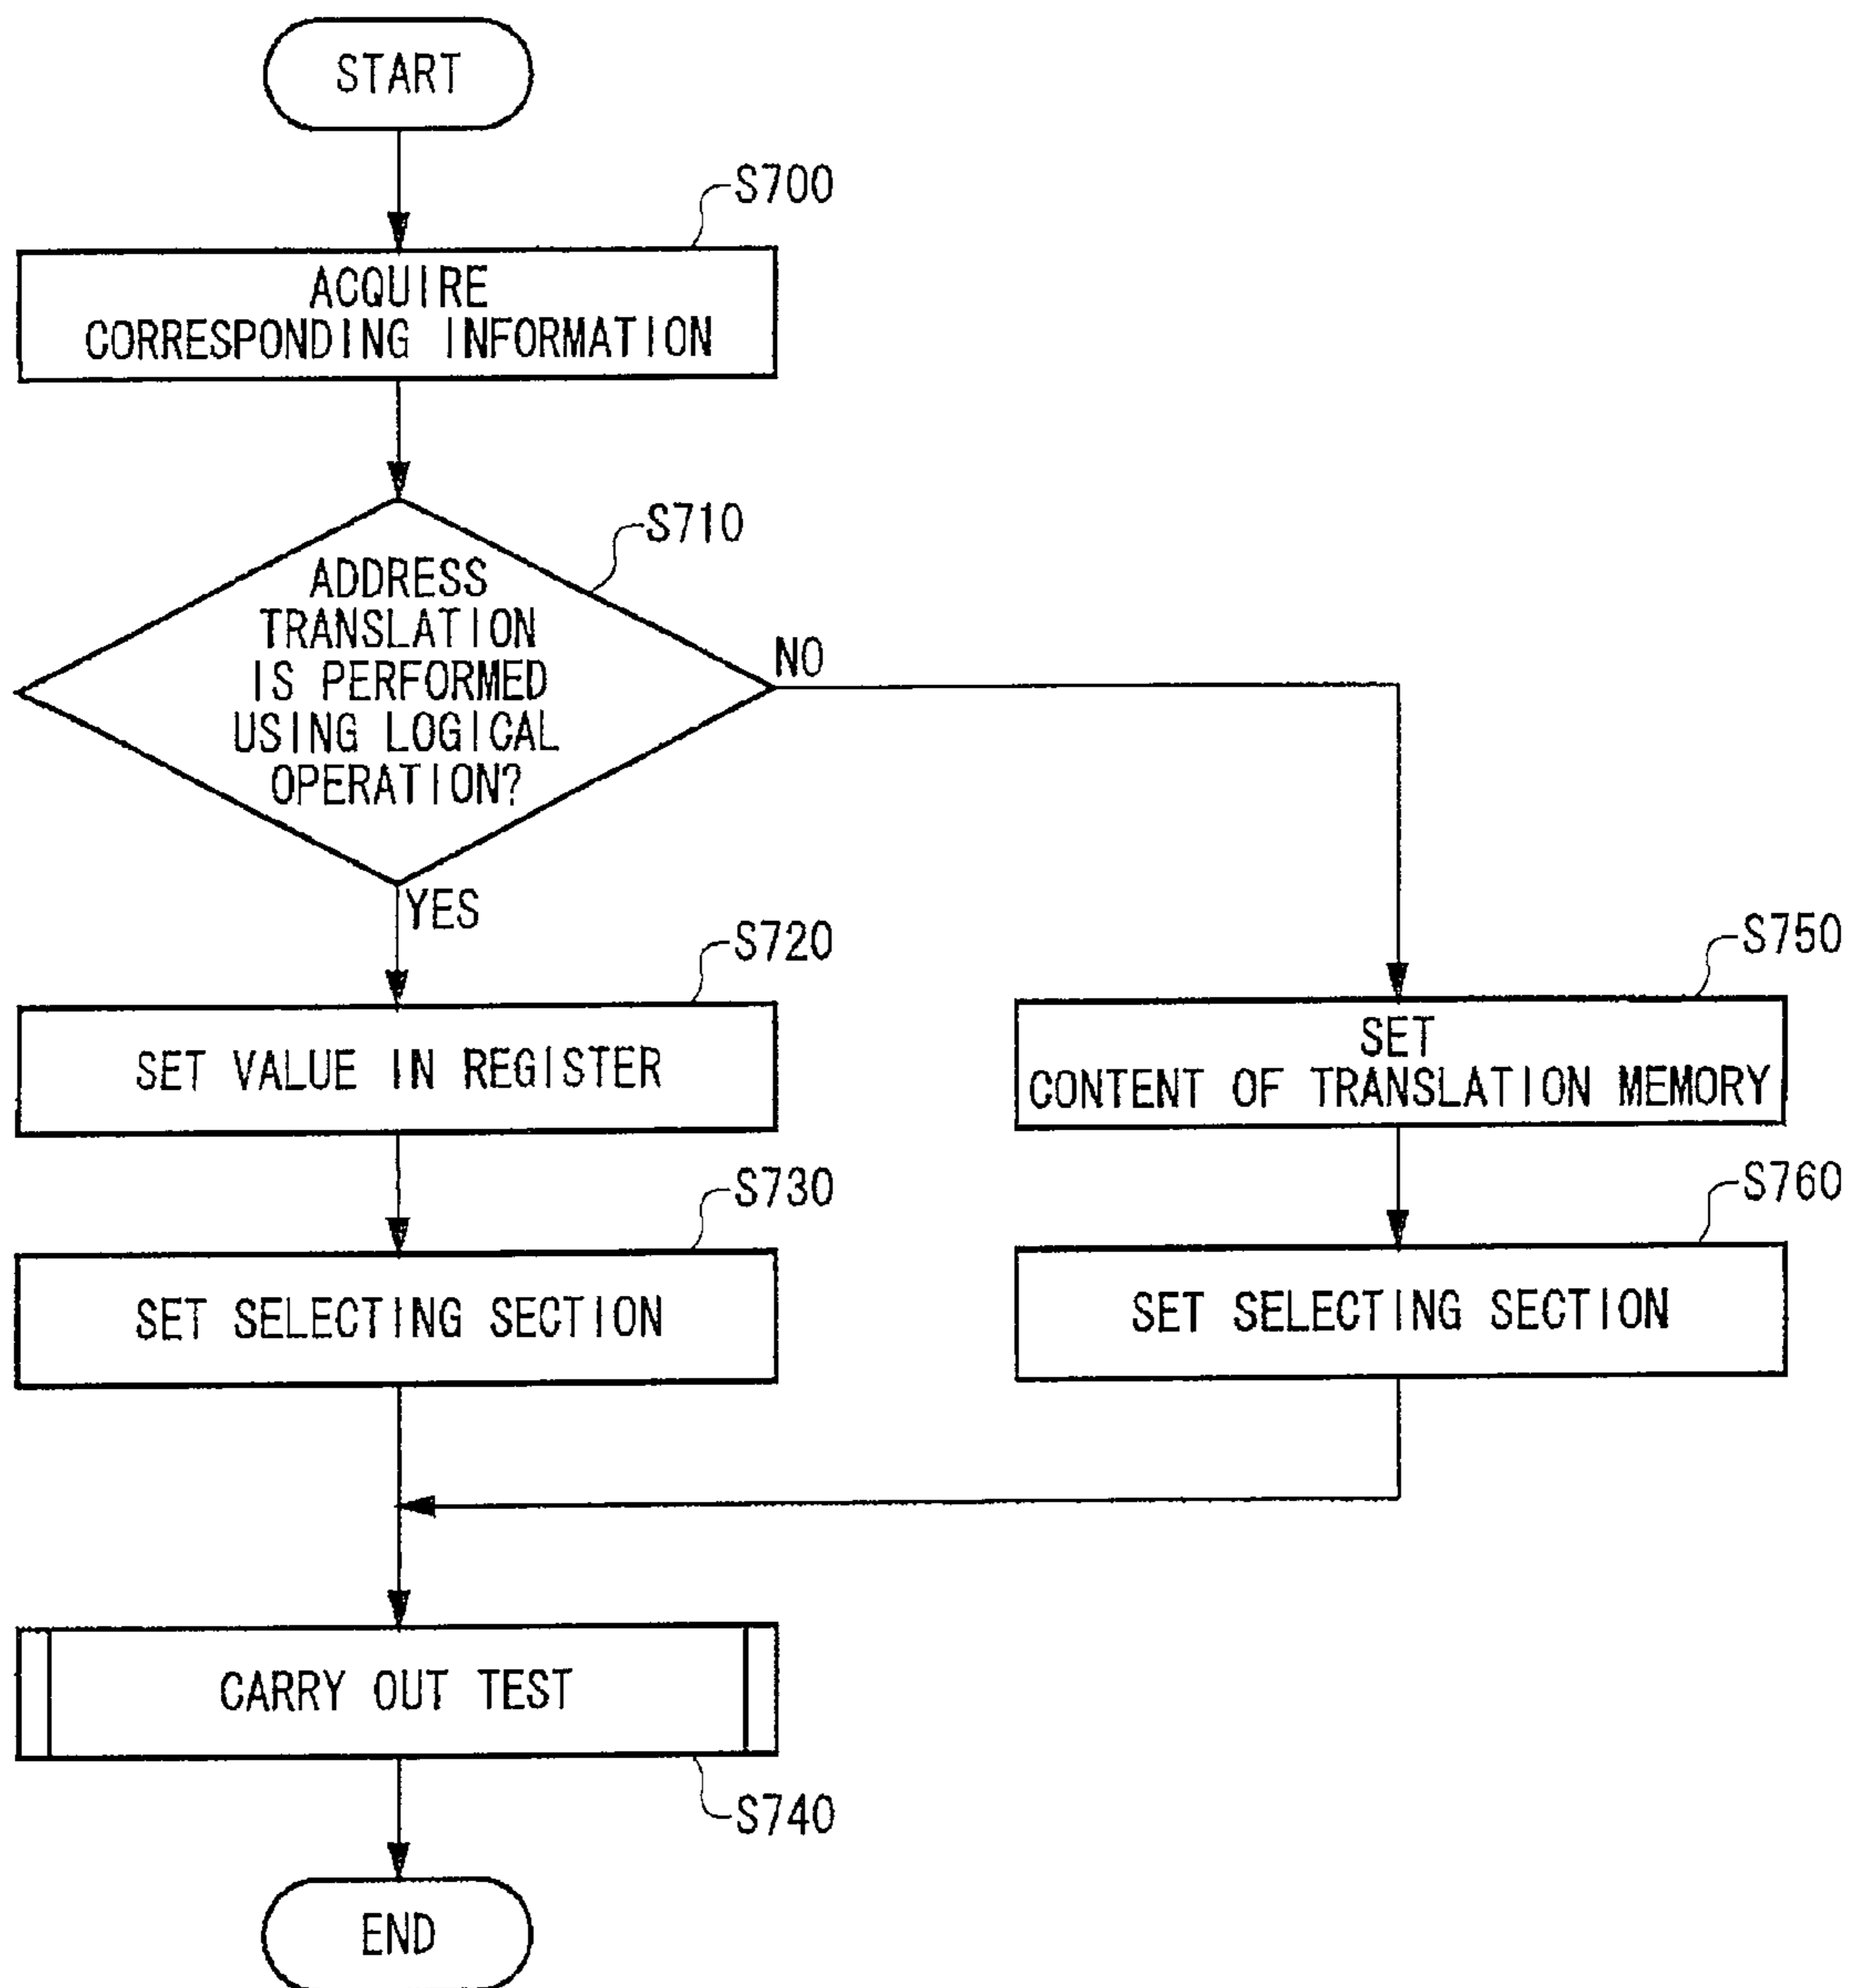 START
S700
ACQUIRE
CORRESPONDING INFORMATION
S710
ADDRESS
TRANSLATION
IS PERFORMED
USING LOGICAL
OPERATION?
NO
YES
S720
SET VALUE IN REGISTER
S750
SET
CONTENT OF TRANSLATION MEMORY
S730
SET SELECTING SECTION
S760
SET SELECTING SECTION
CARRY OUT TEST
S740
END